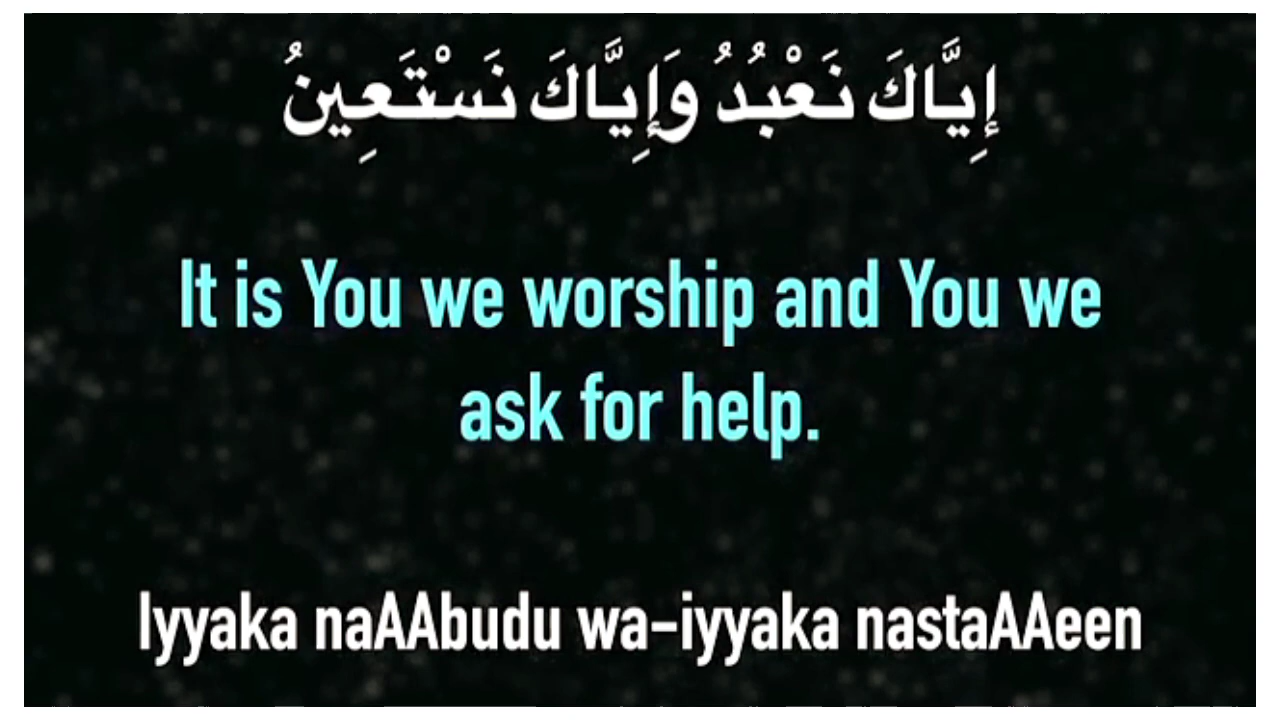 إِيَّاكَ نَعْبُدُ وَإِيَّاكَ نَسْتَعِينُ
It is You we worship and You we
ask for help.
Iyyaka naAAbudu wa-iyyaka nastaAAeen